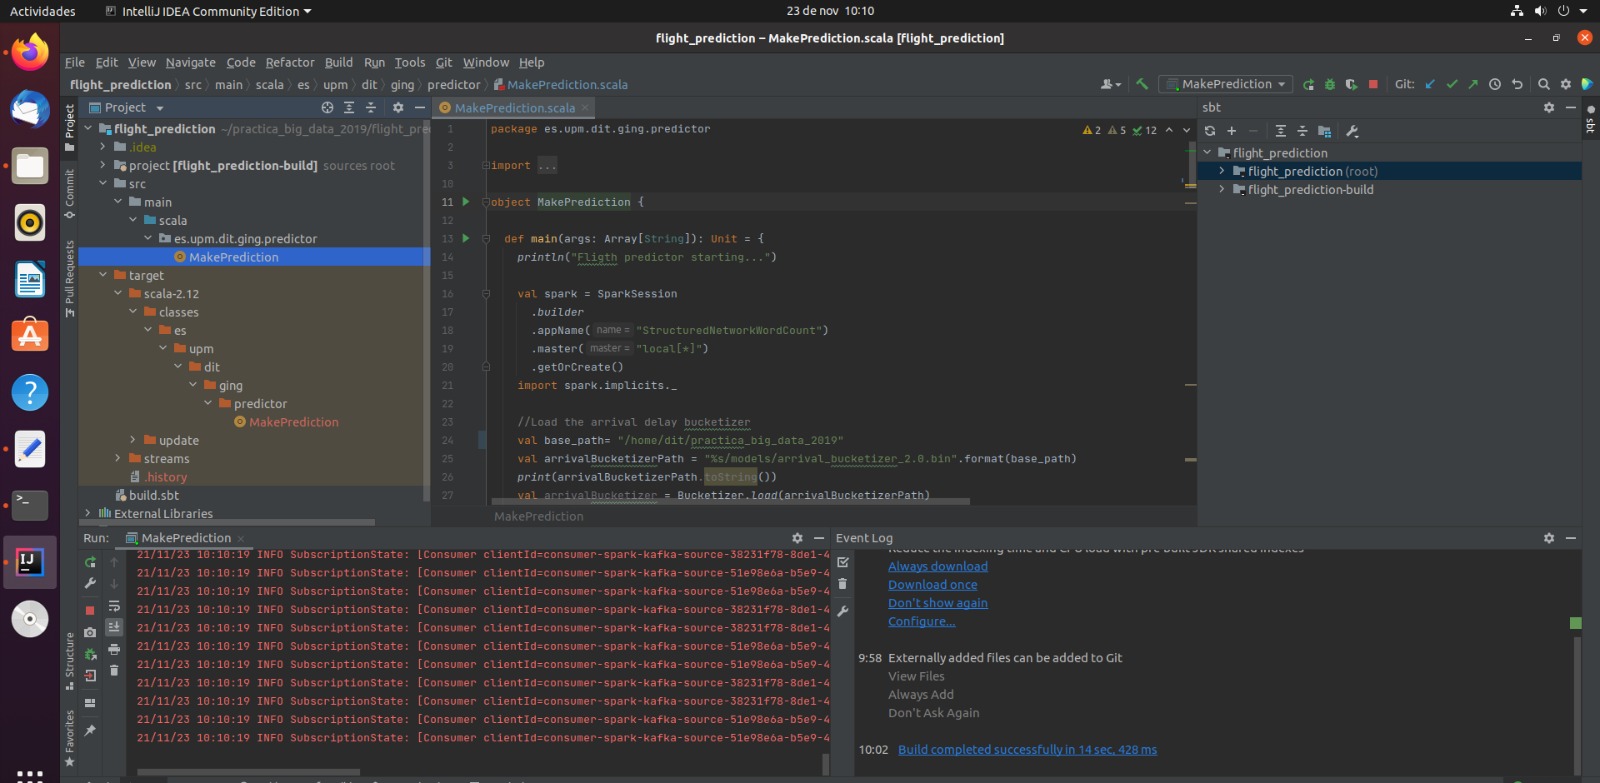 Actividades
IntelliJ IDEA Community Edition
23 de nov 10:10
flight_prediction – MakePrediction.scala [flight_prediction]
File Edit View Navigate Code Refactor Build Run Tools Git Window Help
flight_prediction src main scala es upm dit ging predictor MakePrediction.scala
MakePrediction
Git:
Project
Commit
Pull Requests
Structure
Favorites
Project
flight_prediction ~/practica_big_data_2019/flight_pre
.idea
project [flight_prediction-build] sources root
src
main
scala
es.upm.dit.ging.predictor
MakePrediction
target
scala-2.12
classes
es
upm
dit
ging
predictor
MakePrediction
update
streams
.history
build.sbt
External Libraries
MakePrediction.scala
2 5 12
1 package es.upm.dit.ging.predictor
2
3 import ...
10
11 object MakePrediction {
12
13 def main(args: Array[String]): Unit = {
14 println("Fligth predictor starting...")
15
16 val spark = SparkSession
17 .builder
18 .appName( name = "StructuredNetworkWordCount")
19 .master( master = "local[*]")
20 .getOrCreate()
21 import spark.implicits._
22
23 //Load the arrival delay bucketizer
24 val base_path= "/home/dit/practica_big_data_2019"
25 val arrivalBucketizerPath = "%s/models/arrival_bucketizer_2.0.bin".format(base_path)
26 print(arrivalBucketizerPath.toString())
27 val arrivalBucketizer = Bucketizer.load(arrivalBucketizerPath)
MakePrediction
sbt
flight_prediction
flight_prediction (root)
flight_prediction-build
sbt
Run: MakePrediction
21/11/23 10:10:19 INFO SubscriptionState: [Consumer clientId=consumer-spark-kafka-source-38231f78-8de1-4
21/11/23 10:10:19 INFO SubscriptionState: [Consumer clientId=consumer-spark-kafka-source-51e98e6a-b5e9-4
21/11/23 10:10:19 INFO SubscriptionState: [Consumer clientId=consumer-spark-kafka-source-51e98e6a-b5e9-4
21/11/23 10:10:19 INFO SubscriptionState: [Consumer clientId=consumer-spark-kafka-source-38231f78-8de1-4
21/11/23 10:10:19 INFO SubscriptionState: [Consumer clientId=consumer-spark-kafka-source-38231f78-8de1-4
21/11/23 10:10:19 INFO SubscriptionState: [Consumer clientId=consumer-spark-kafka-source-51e98e6a-b5e9-4
21/11/23 10:10:19 INFO SubscriptionState: [Consumer clientId=consumer-spark-kafka-source-51e98e6a-b5e9-4
21/11/23 10:10:19 INFO SubscriptionState: [Consumer clientId=consumer-spark-kafka-source-38231f78-8de1-4
21/11/23 10:10:19 INFO SubscriptionState: [Consumer clientId=consumer-spark-kafka-source-38231f78-8de1-4
21/11/23 10:10:19 INFO SubscriptionState: [Consumer clientId=consumer-spark-kafka-source-51e98e6a-b5e9-4
21/11/23 10:10:19 INFO SubscriptionState: [Consumer clientId=consumer-spark-kafka-source-51e98e6a-b5e9-4
Event Log
Reduce the indexing time and CPU load with pre-built JDK shared indexes
Always download
Download once
Don't show again
Configure...
9:58 Externally added files can be added to Git
View Files
Always Add
Don't Ask Again
10:02 Build completed successfully in 14 sec, 428 ms